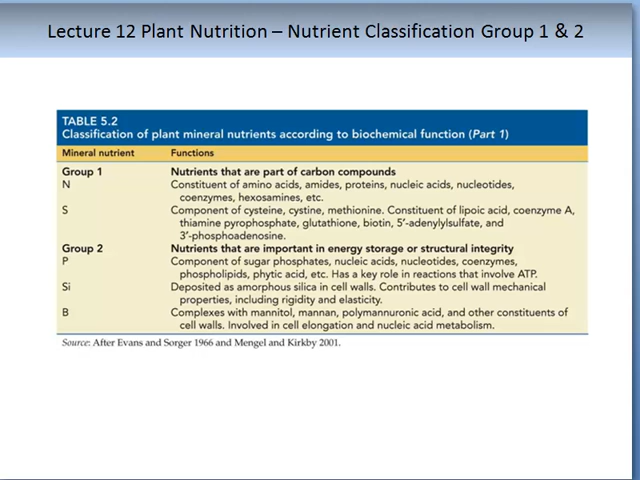 Lecture 12 Plant Nutrition – Nutrient Classification Group 1 & 2
TABLE 5.2
Classification of plant mineral nutrients according to biochemical function (Part 1)
Mineral nutrient Functions
Group 1 Nutrients that are part of carbon compounds
N Constituent of amino acids, amides, proteins, nucleic acids, nucleotides,
coenzymes, hexosamines, etc.
S Component of cysteine, cystine, methionine. Constituent of lipoic acid, coenzyme A,
thiamine pyrophosphate, glutathione, biotin, 5′-adenylylsulfate, and
3′-phosphoadenosine.
Group 2 Nutrients that are important in energy storage or structural integrity
P Component of sugar phosphates, nucleic acids, nucleotides, coenzymes,
phospholipids, phytic acid, etc. Has a key role in reactions that involve ATP.
Si Deposited as amorphous silica in cell walls. Contributes to cell wall mechanical
properties, including rigidity and elasticity.
B Complexes with mannitol, mannan, polymannuronic acid, and other constituents of
cell walls. Involved in cell elongation and nucleic acid metabolism.
Source: After Evans and Sorger 1966 and Mengel and Kirkby 2001.